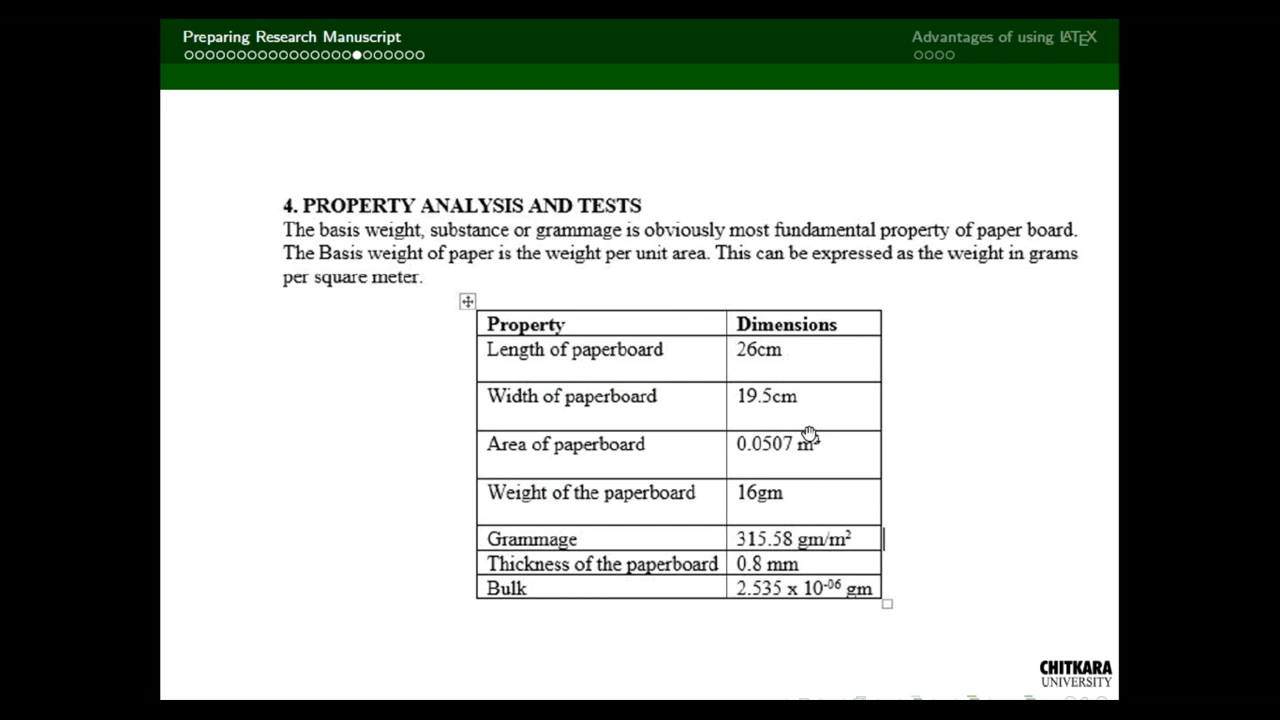 Preparing Research Manuscript
Advantages of using LATEX
4. PROPERTY ANALYSIS AND TESTS
The basis weight, substance or grammage is obviously most fundamental property of paper board.
The Basis weight of paper is the weight per unit area. This can be expressed as the weight in grams
per square meter.
Property Dimensions
Length of paperboard 26cm
Width of paperboard 19.5cm
Area of paperboard 0.0507 m²
Weight of the paperboard 16gm
Grammage 315.58 gm/m²
Thickness of the paperboard 0.8 mm
Bulk 2.535 x 10⁻⁰⁶ gm
CHITKARA
UNIVERSITY